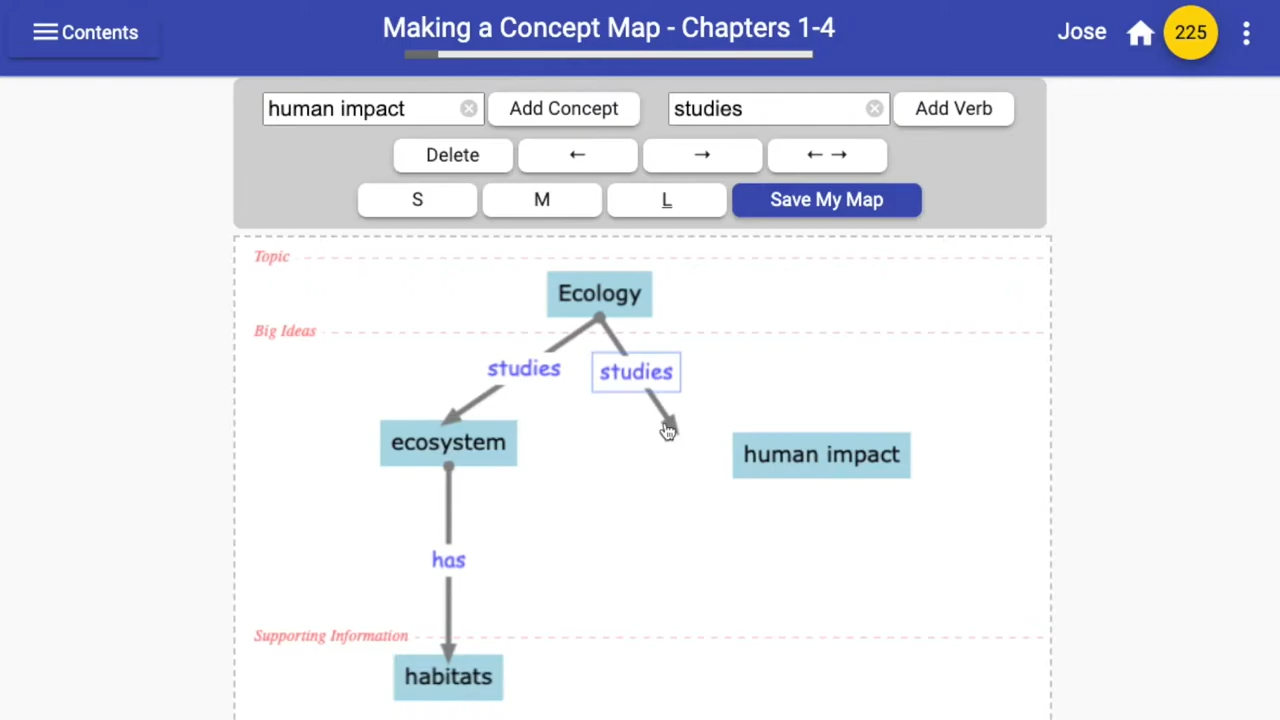 Contents
Making a Concept Map - Chapters 1-4
Jose
225
human impact
Add Concept
studies
Add Verb
Delete
←
→
← →
S
M
L
Save My Map
Topic
Ecology
Big Ideas
studies
studies
ecosystem
human impact
has
Supporting Information
habitats